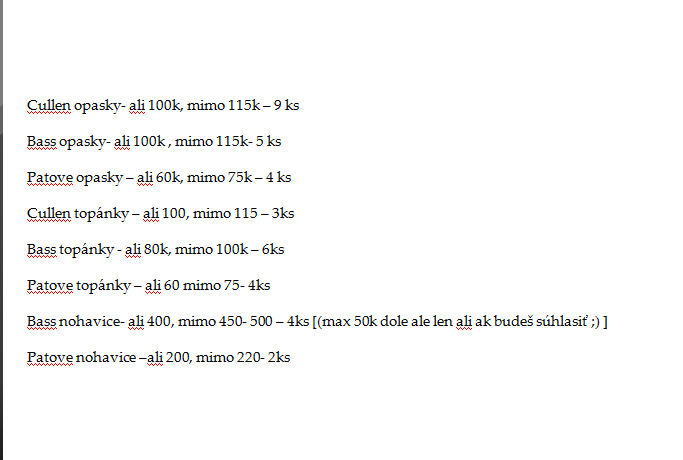 Cullen opasky- ali 100k, mimo 115k – 9 ks
Bass opasky- ali 100k , mimo 115k- 5 ks
Patove opasky – ali 60k, mimo 75k – 4 ks
Cullen topánky – ali 100, mimo 115 – 3ks
Bass topánky - ali 80k, mimo 100k – 6ks
Patove topánky – ali 60 mimo 75- 4ks
Bass nohavice- ali 400, mimo 450- 500 – 4ks [(max 50k dole ale len ali ak budeš súhlasiť ;) ]
Patove nohavice –ali 200, mimo 220- 2ks